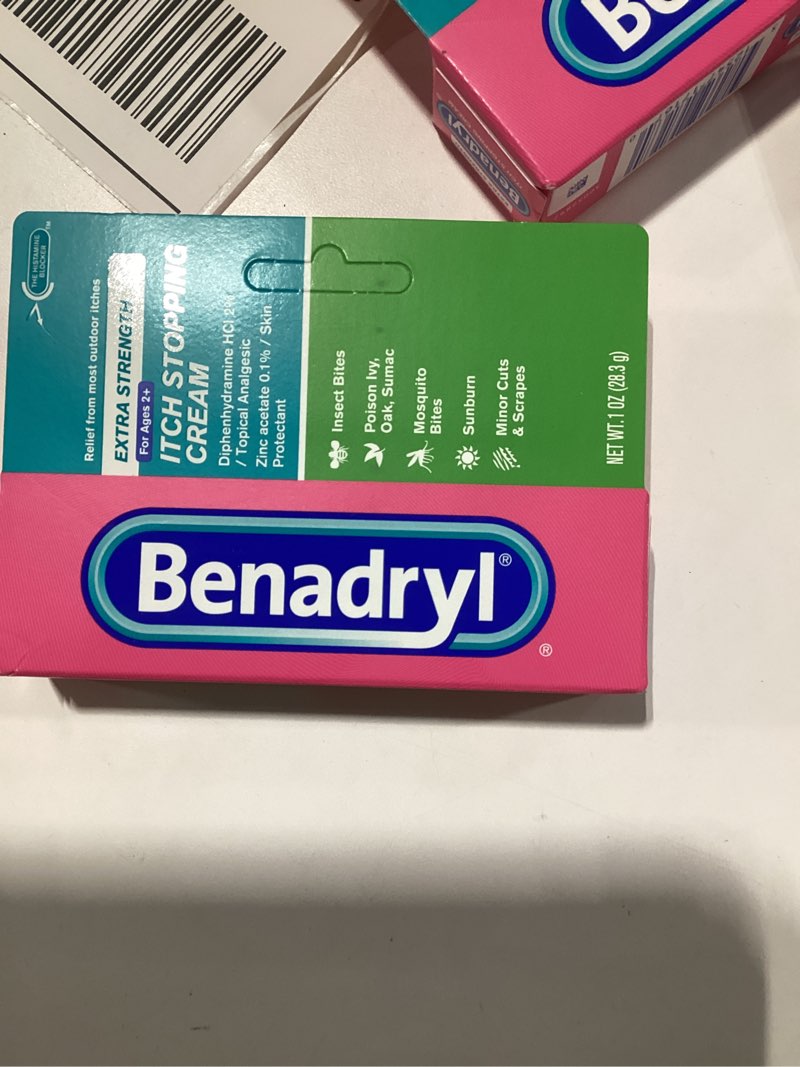 THE HISTAMINE
BLOCKER™
Relief from most outdoor itches
EXTRA STRENGTH
For Ages 2+
ITCH STOPPING
CREAM
Diphenhydramine HCl 2%
/ Topical Analgesic
Zinc acetate 0.1% / Skin
Protectant
Insect Bites
Poison Ivy,
Oak, Sumac
Mosquito
Bites
Sunburn
Minor Cuts
& Scrapes
NET WT. 1 OZ (28.3 g)
Benadryl®
®
Benadryl